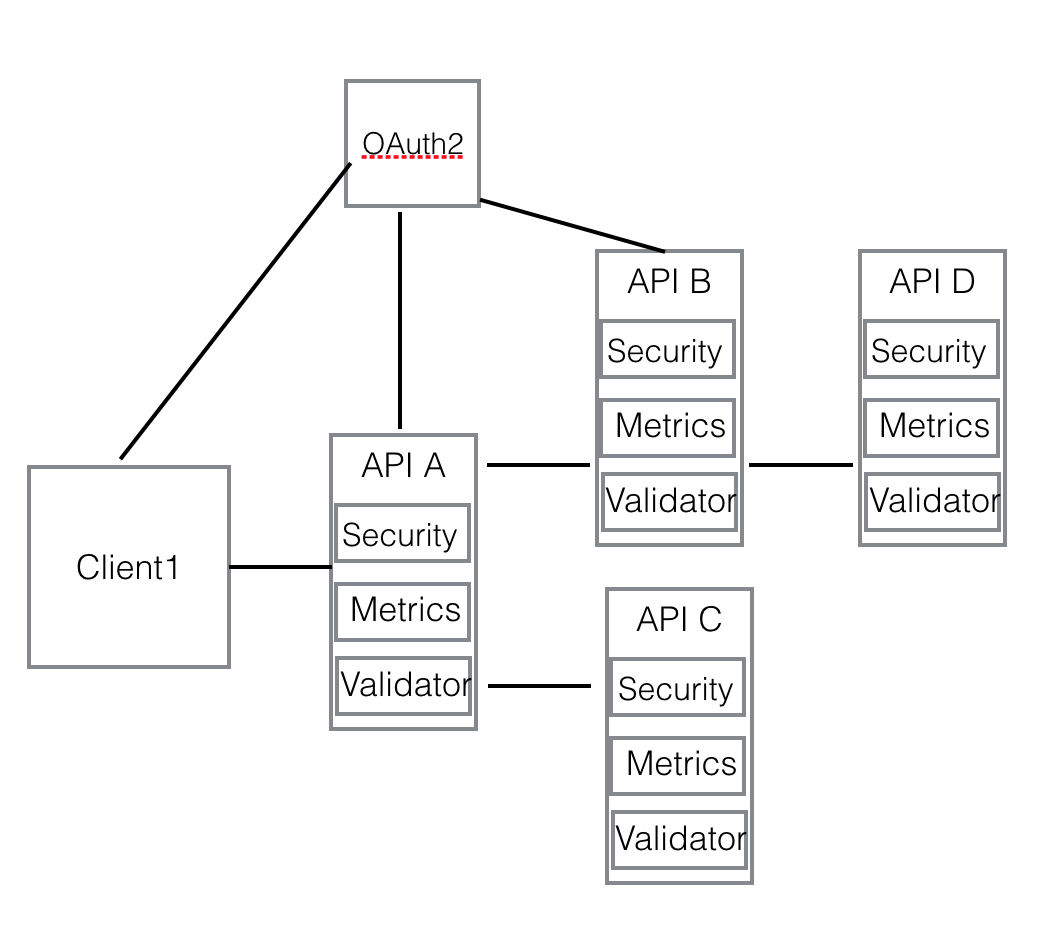 OAuth2
API B
Security
Metrics
Validator
API D
Security
Metrics
Validator
Client1
API A
Security
Metrics
Validator
API C
Security
Metrics
Validator